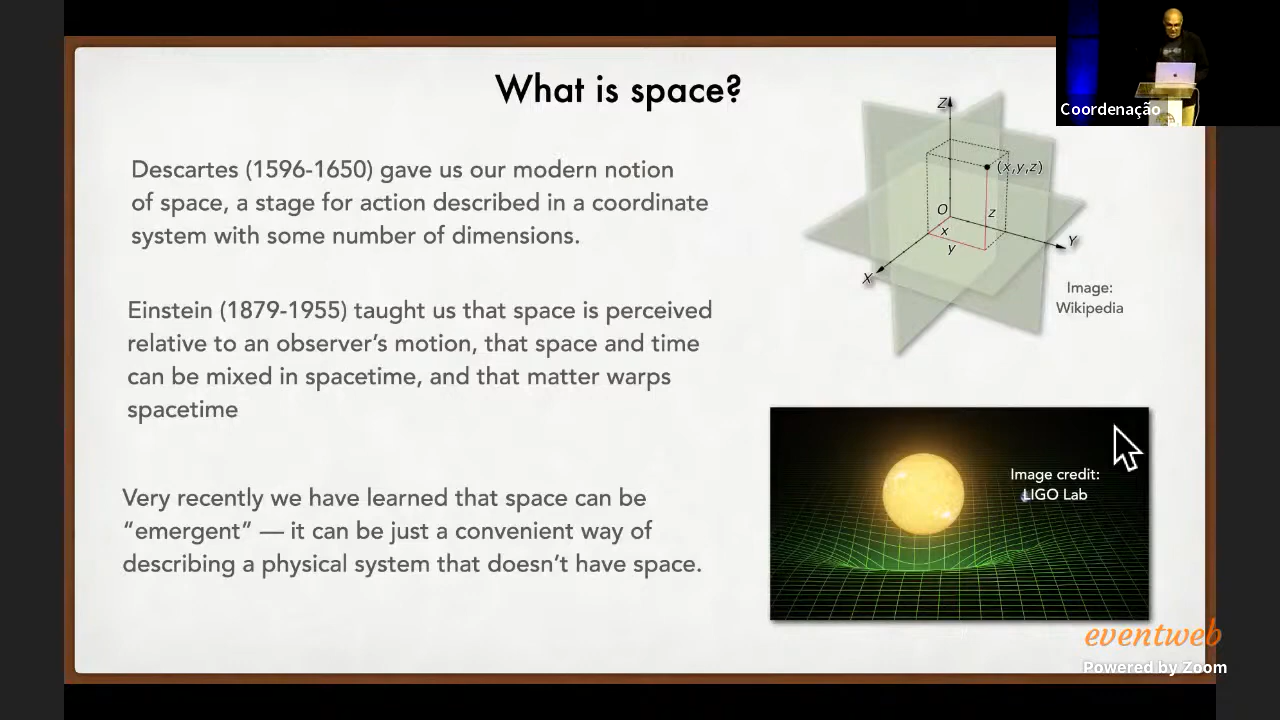 What is space?
Descartes (1596-1650) gave us our modern notion
of space, a stage for action described in a coordinate
system with some number of dimensions.
Einstein (1879-1955) taught us that space is perceived
relative to an observer’s motion, that space and time
can be mixed in spacetime, and that matter warps
spacetime
Very recently we have learned that space can be
“emergent” — it can be just a convenient way of
describing a physical system that doesn’t have space.
Z
(x,y,z)
O
z
x
y
Y
X
Image:
Wikipedia
Image credit:
LIGO Lab
Coordenação
eventweb
Powered by Zoom